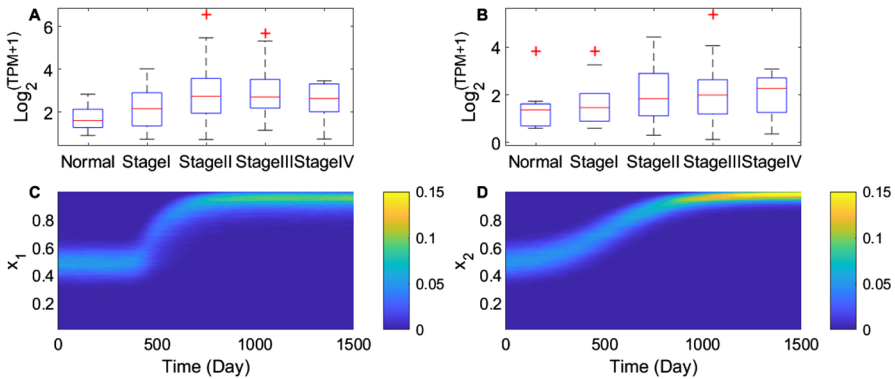 A
Log2(TPM+1)
6
4
2
Normal StageI StageII StageIII StageIV
B
Log2(TPM+1)
4
2
0
Normal StageI StageII StageIII StageIV
C
x1
0.8
0.6
0.4
0.2
0 500 1000 1500
Time (Day)
0.15
0.1
0.05
0
D
x2
0.8
0.6
0.4
0.2
0 500 1000 1500
Time (Day)
0.15
0.1
0.05
0